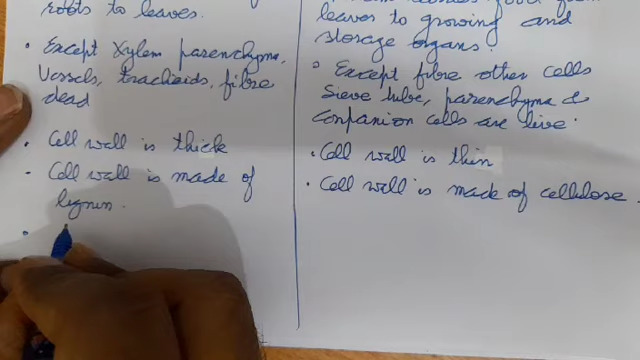 roots to leaves.
• Except Xylem parenchyma,
Vessels, tracheids, fibre
dead
• Cell wall is thick
• Cell wall is made of
lignin.
•
leaves to growing and
storage organs.
• Except fibre other cells
Sieve tube, parenchyma &
Companion cells are live.
• Cell wall is thin
• Cell wall is made of cellulose.